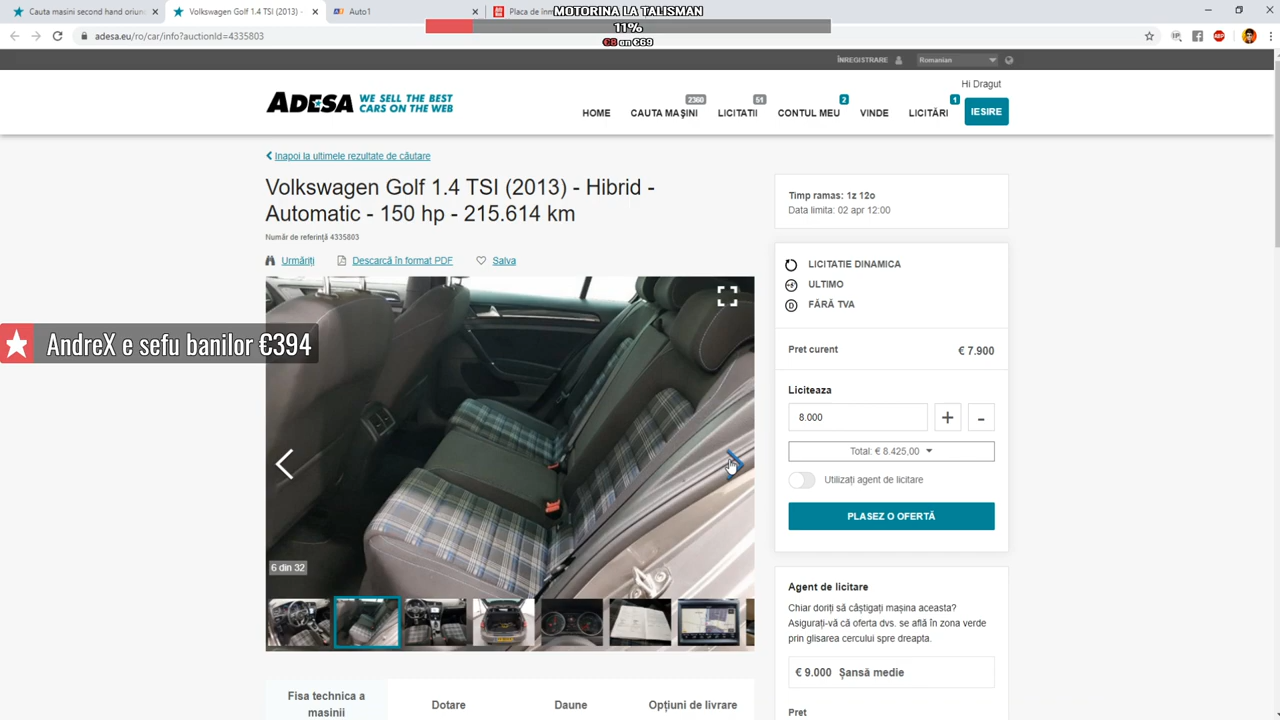 Cauta masini second hand oriun
Volkswagen Golf 1.4 TSI (2013) -
Auto1
Placa de înm
MOTORINA LA TALISMAN
11%
€8 an €69
adesa.eu/ro/car/info?auctionId=4335803
ÎNREGISTRARE
Romanian
Hi Dragut
ADESA WE SELL THE BEST
CARS ON THE WEB
HOME
CAUTA MAȘINI
2360
LICITATII
51
CONTUL MEU
2
VINDE
LICITĂRI
1
IESIRE
Inapoi la ultimele rezultate de căutare
Volkswagen Golf 1.4 TSI (2013) - Hibrid -
Automatic - 150 hp - 215.614 km
Număr de referință 4335803
Urmăriți
Descarcă în format PDF
Salva
AndreX e sefu banilor €394
6 din 32
Fisa technica a
masinii
Dotare
Daune
Opțiuni de livrare
Timp ramas: 1z 12o
Data limita: 02 apr 12:00
LICITATIE DINAMICA
ULTIMO
FĂRĂ TVA
Pret curent
€ 7.900
Liciteaza
8.000
+
-
Total: € 8.425,00
Utilizați agent de licitare
PLASEZ O OFERTĂ
Agent de licitare
Chiar doriți să câștigați mașina aceasta?
Asigurați-vă că oferta dvs. se află în zona verde
prin glisarea cercului spre dreapta.
€ 9.000 Șansă medie
Pret